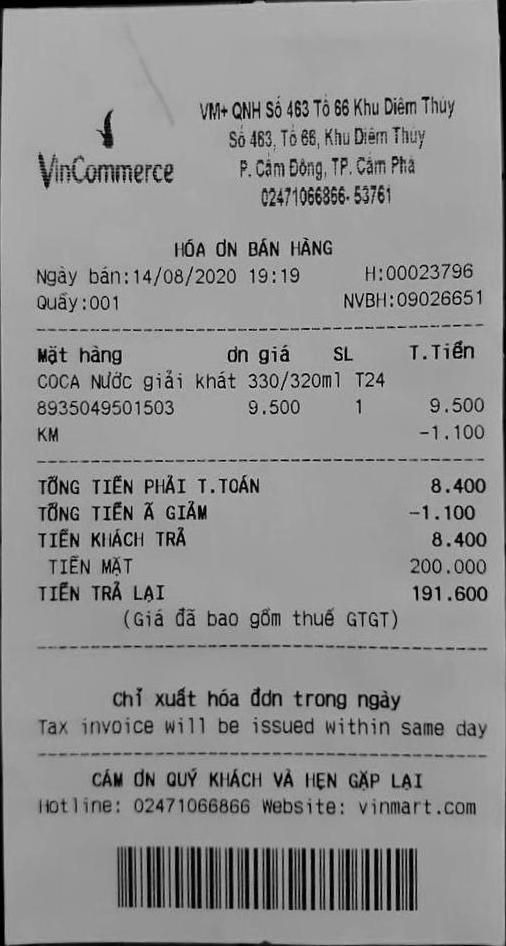 VinCommerce
VM+ QNH Số 463 Tổ 66 Khu Diêm Thủy
Số 463, Tổ 66, Khu Diêm Thủy
P. Cẩm Đông, TP. Cẩm Phả
02471066866- 53761
HÓA ƠN BÁN HÀNG
Ngày bán:14/08/2020 19:19 H:00023796
Quầy:001 NVBH:09026651
Mặt hàng ơn giá SL T.Tiền
COCA Nước giải khát 330/320ml T24
8935049501503 9.500 1 9.500
KM -1.100
TỔNG TIỀN PHẢI T.TOÁN 8.400
TỔNG TIỀN Ã GIẢM -1.100
TIỀN KHÁCH TRẢ 8.400
TIỀN MẶT 200.000
TIỀN TRẢ LẠI 191.600
(Giá đã bao gồm thuế GTGT)
Chỉ xuất hóa đơn trong ngày
Tax invoice will be issued within same day
CÁM ƠN QUÝ KHÁCH VÀ HẸN GẶP LẠI
Hotline: 02471066866 Website: vinmart.com